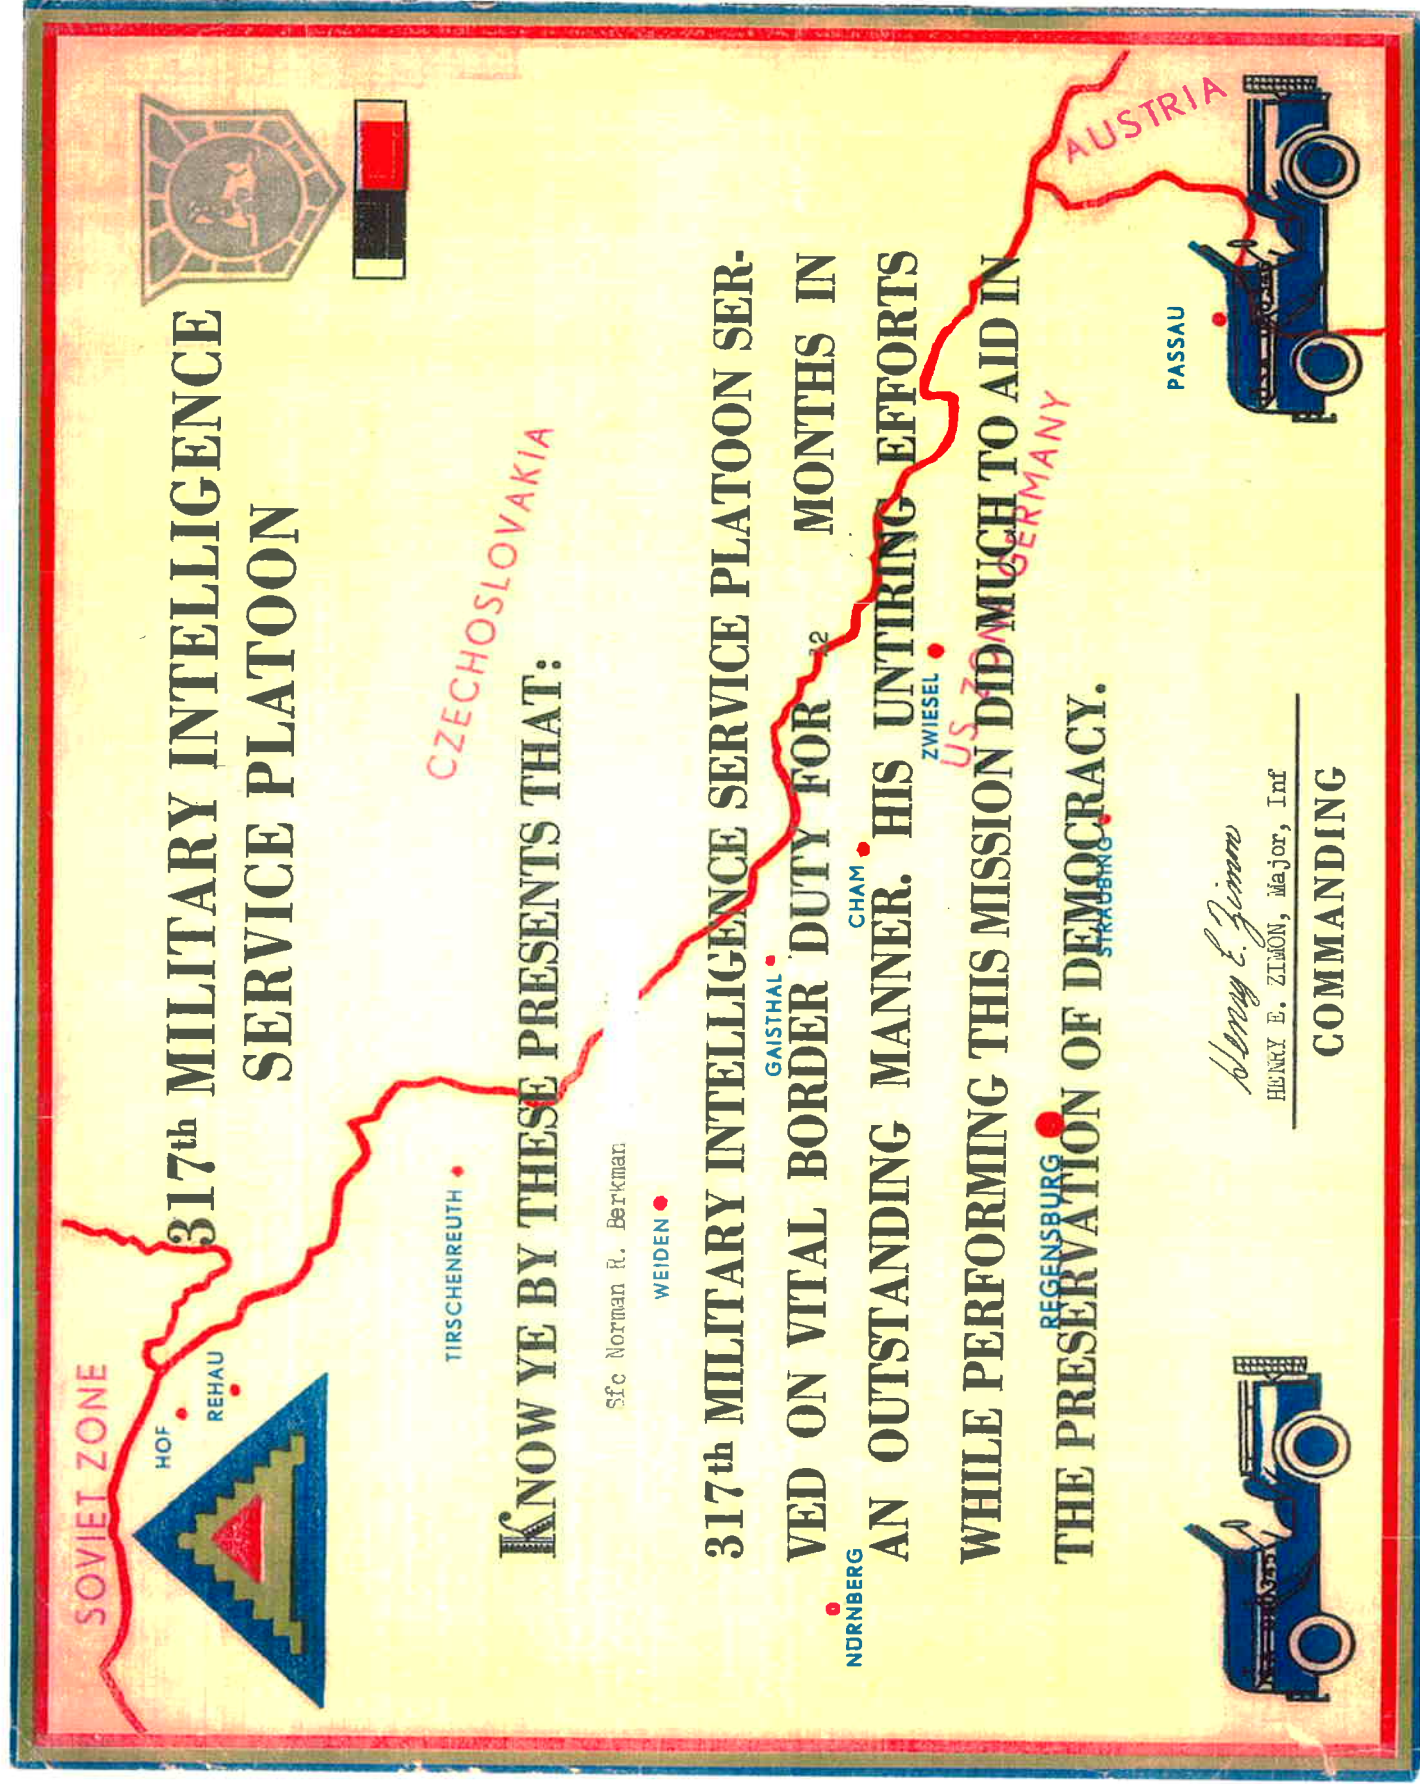 SOVIET ZONE
317th MILITARY INTELLIGENCE
SERVICE PLATOON
HOF
REHAU
CZECHOSLOVAKIA
TIRSCHENREUTH
KNOW YE BY THESE PRESENTS THAT:
Sfc Norman R. Berkman
WEIDEN
317th MILITARY INTELLIGENCE SERVICE PLATOON SER-
GAISTHAL
VED ON VITAL BORDER DUTY FOR 12 MONTHS IN
NÜRNBERG
CHAM
AN OUTSTANDING MANNER. HIS UNTIRING EFFORTS
ZWIESEL
US ZONE GERMANY
WHILE PERFORMING THIS MISSION DID MUCH TO AID IN
REGENSBURG
THE PRESERVATION OF DEMOCRACY.
STRAUBING
AUSTRIA
PASSAU
Henry E. Zimon
HENRY E. ZIMON, Major, Inf
COMMANDING